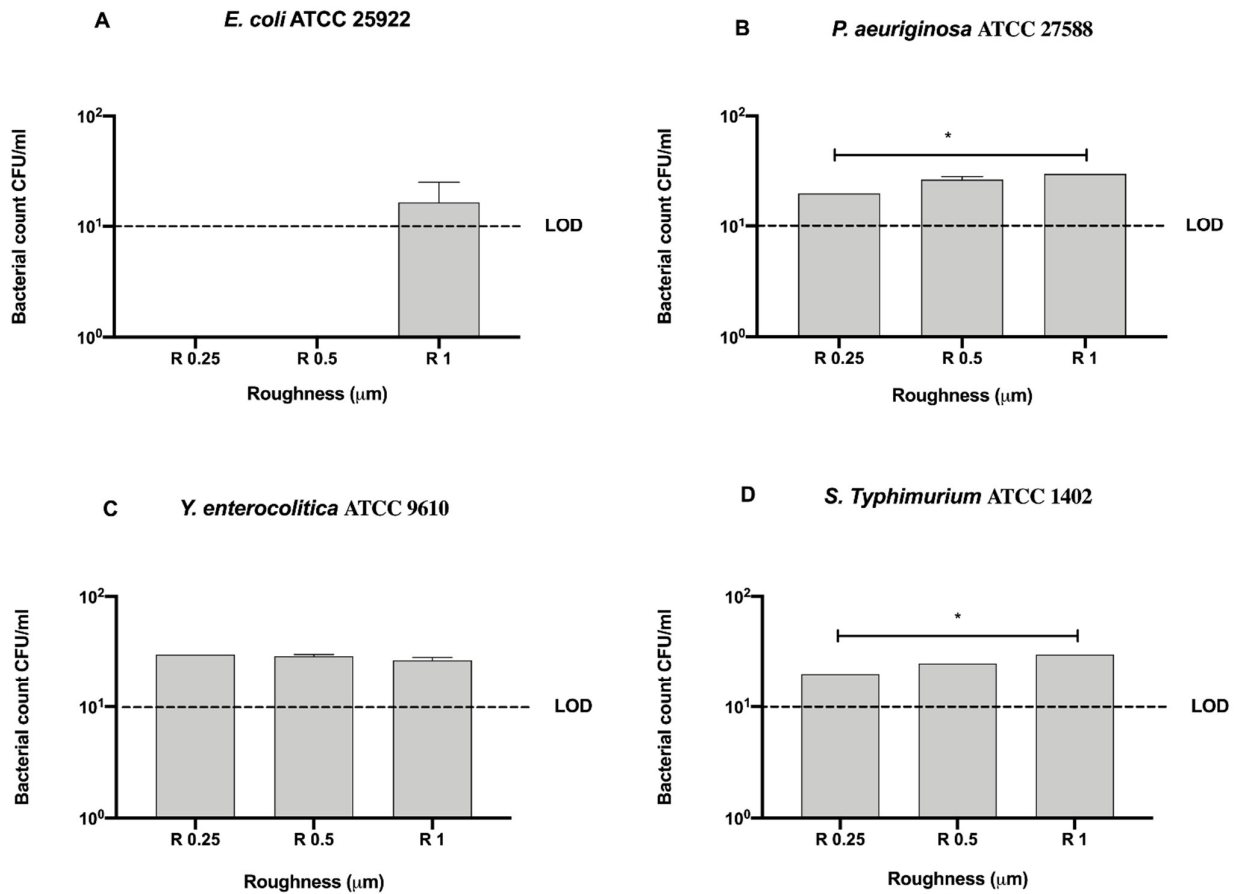 A
E. coli ATCC 25922
Bacterial count CFU/ml
10²
10¹
10⁰
LOD
R 0.25 R 0.5 R 1
Roughness (μm)
B
P. aeuriginosa ATCC 27588
Bacterial count CFU/ml
10²
*
10¹
10⁰
LOD
R 0.25 R 0.5 R 1
Roughness (μm)
C
Y. enterocolitica ATCC 9610
Bacterial count CFU/ml
10²
10¹
10⁰
LOD
R 0.25 R 0.5 R 1
Roughness (μm)
D
S. Typhimurium ATCC 1402
Bacterial count CFU/ml
10²
*
10¹
10⁰
LOD
R 0.25 R 0.5 R 1
Roughness (μm)